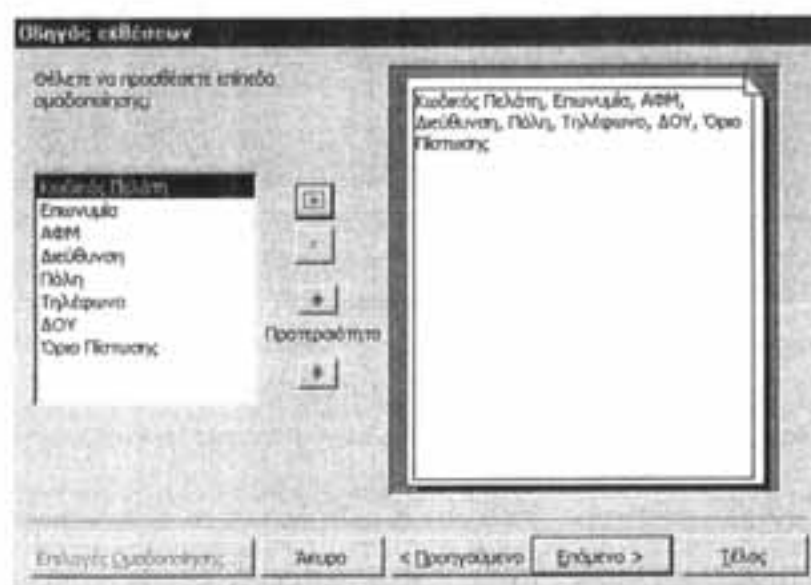 Οδηγός εκθέσεων
Θέλετε να προσθέσετε επίπεδο
ομαδοποίησης;
Κωδικός Πελάτη
Επωνυμία
ΑΦΜ
Διεύθυνση
Πόλη
Τηλέφωνο
ΔΟΥ
Όριο Πίστωσης
Προτεραιότητα
Κωδικός Πελάτη, Επωνυμία, ΑΦΜ,
Διεύθυνση, Πόλη, Τηλέφωνο, ΔΟΥ, Όριο
Πίστωσης
Επιλογές Ομαδοποίησης...
Άκυρο
< Προηγούμενο
Επόμενο >
Τέλος